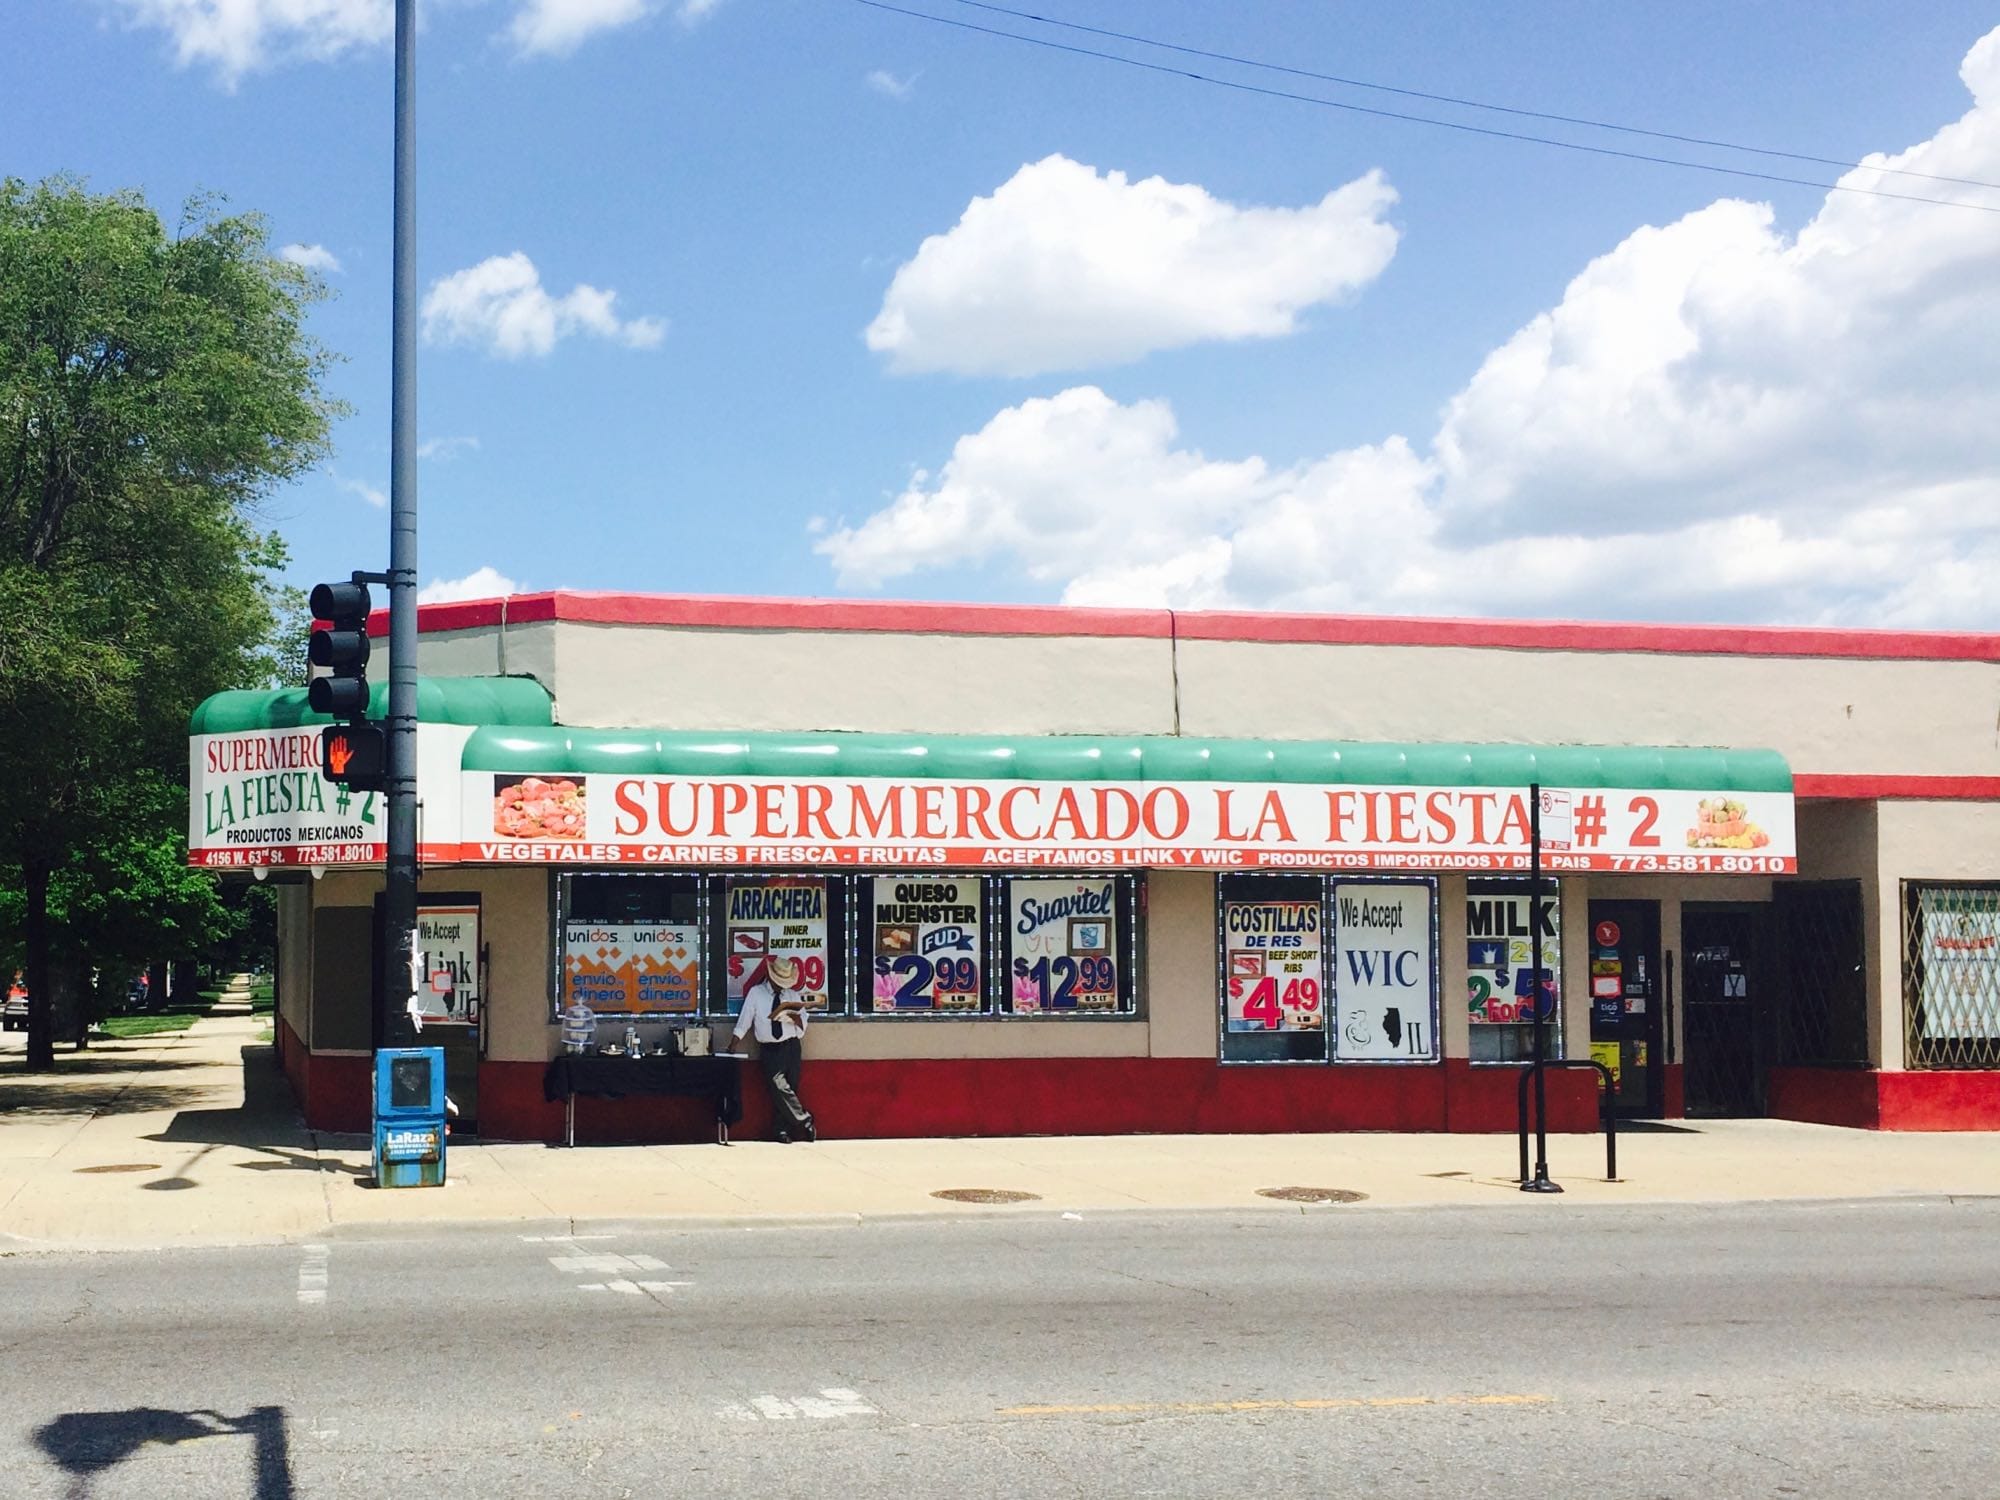 SUPERMERC
LA FIESTA # 2
PRODUCTOS MEXICANOS
4156 W. 63rd St. 773.581.8010
SUPERMERCADO LA FIESTA # 2
VEGETALES - CARNES FRESCA - FRUTAS ACEPTAMOS LINK Y WIC PRODUCTOS IMPORTADOS Y DEL PAIS 773.581.8010
We Accept
Link
IL
unidos
envio
dinero
unidos
envio
dinero
ARRACHERA
INNER
SKIRT STEAK
QUESO
MUENSTER
FUD
$2.99
Suavitel
$12.99
COSTILLAS
DE RES
BEEF SHORT
RIBS
$4.49
We Accept
WIC
IL
MILK
2%
2 For $5
tigo
LaRaza